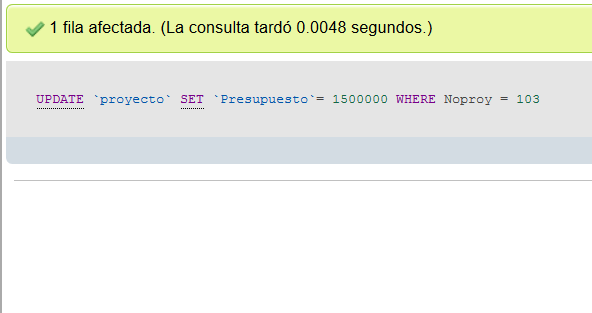 1 fila afectada. (La consulta tardó 0.0048 segundos.)
UPDATE `proyecto` SET `Presupuesto`= 1500000 WHERE Noproy = 103